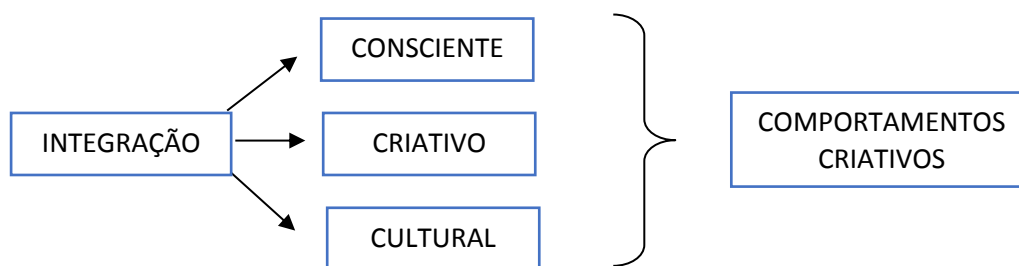 CONSCIENTE
INTEGRAÇÃO
CRIATIVO
CULTURAL
COMPORTAMENTOS
CRIATIVOS